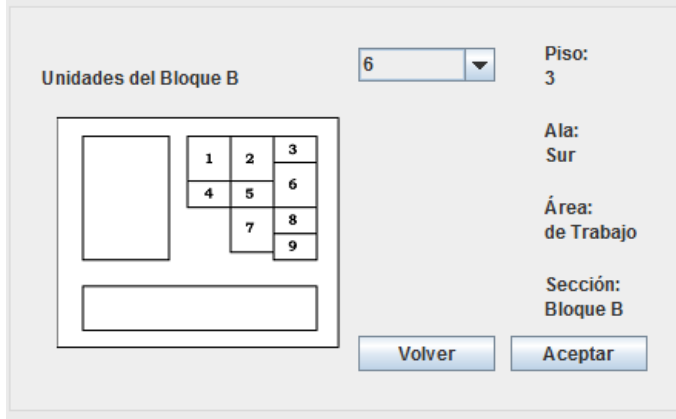 Unidades del Bloque B
6
Piso:
3
Ala:
Sur
Área:
de Trabajo
Sección:
Bloque B
1 2 3
4 5 6
7 8
9
Volver Aceptar